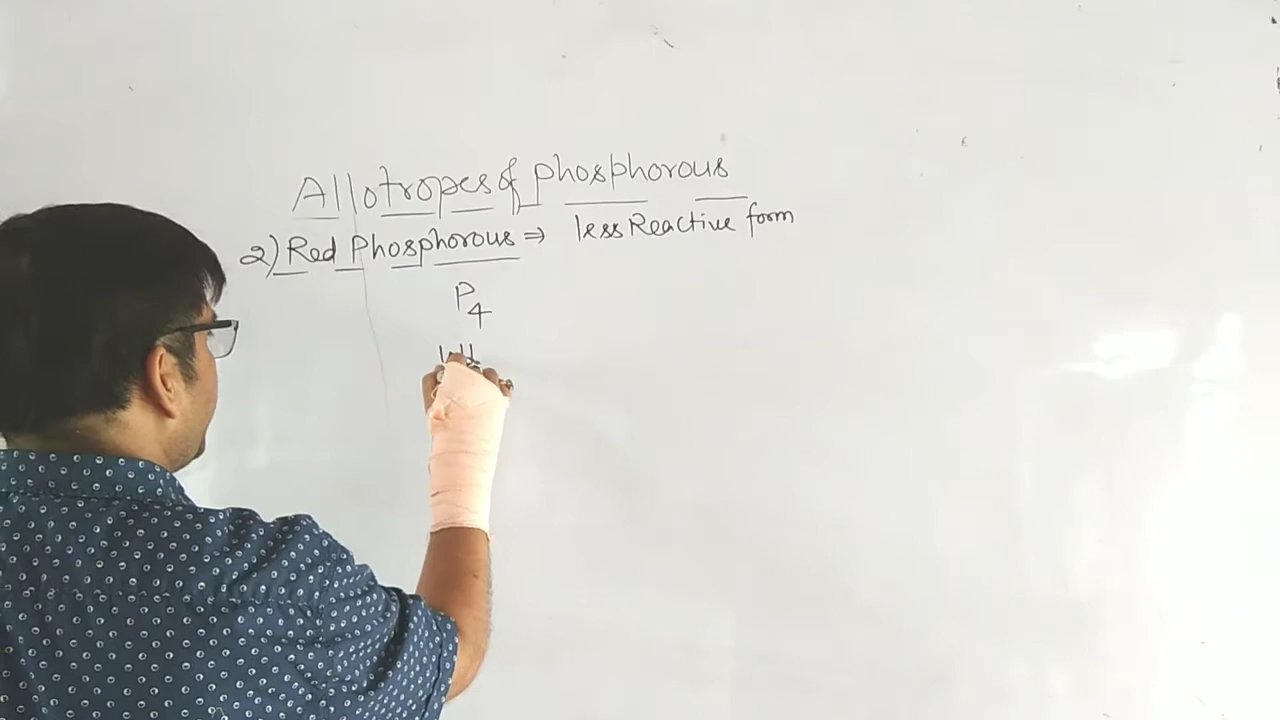 Allotropes of phosphorous
2) Red Phosphorous ⇒ less Reactive form
P4